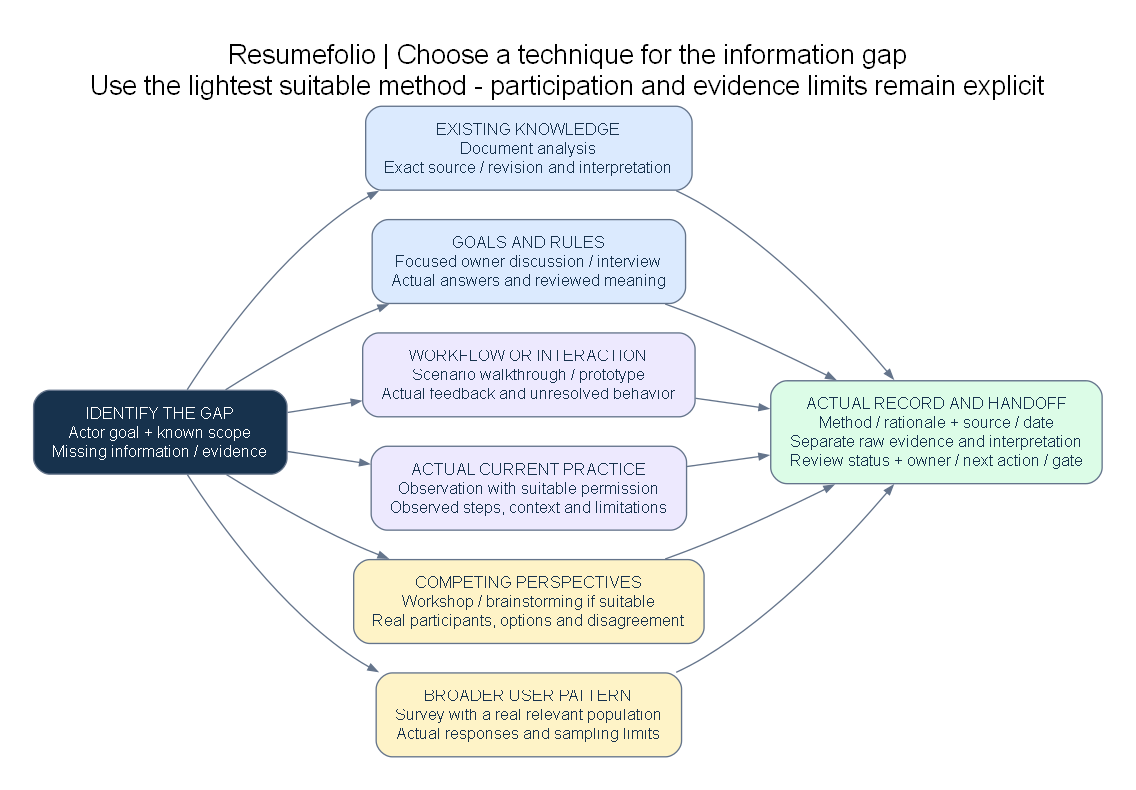 Resumefolio | Choose a technique for the information gap
Use the lightest suitable method - participation and evidence limits remain explicit
EXISTING KNOWLEDGE
Document analysis
Exact source / revision and interpretation
GOALS AND RULES
Focused owner discussion / interview
Actual answers and reviewed meaning
WORKFLOW OR INTERACTION
Scenario walkthrough / prototype
Actual feedback and unresolved behavior
IDENTIFY THE GAP
Actor goal + known scope
Missing information / evidence
ACTUAL RECORD AND HANDOFF
Method / rationale + source / date
Separate raw evidence and interpretation
Review status + owner / next action / gate
ACTUAL CURRENT PRACTICE
Observation with suitable permission
Observed steps, context and limitations
COMPETING PERSPECTIVES
Workshop / brainstorming if suitable
Real participants, options and disagreement
BROADER USER PATTERN
Survey with a real relevant population
Actual responses and sampling limits